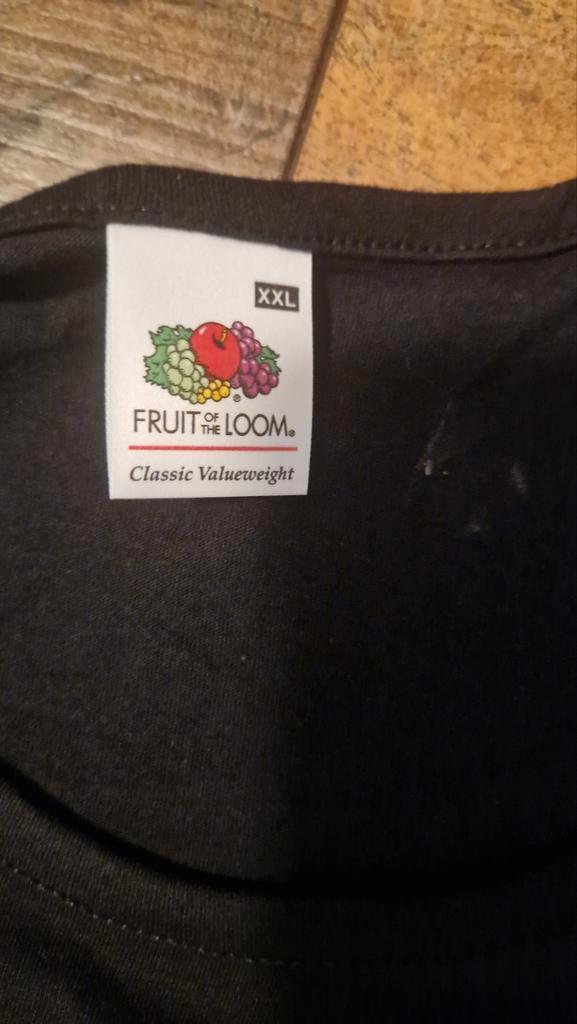 XXL
FRUIT OF THE LOOM®
Classic Valueweight